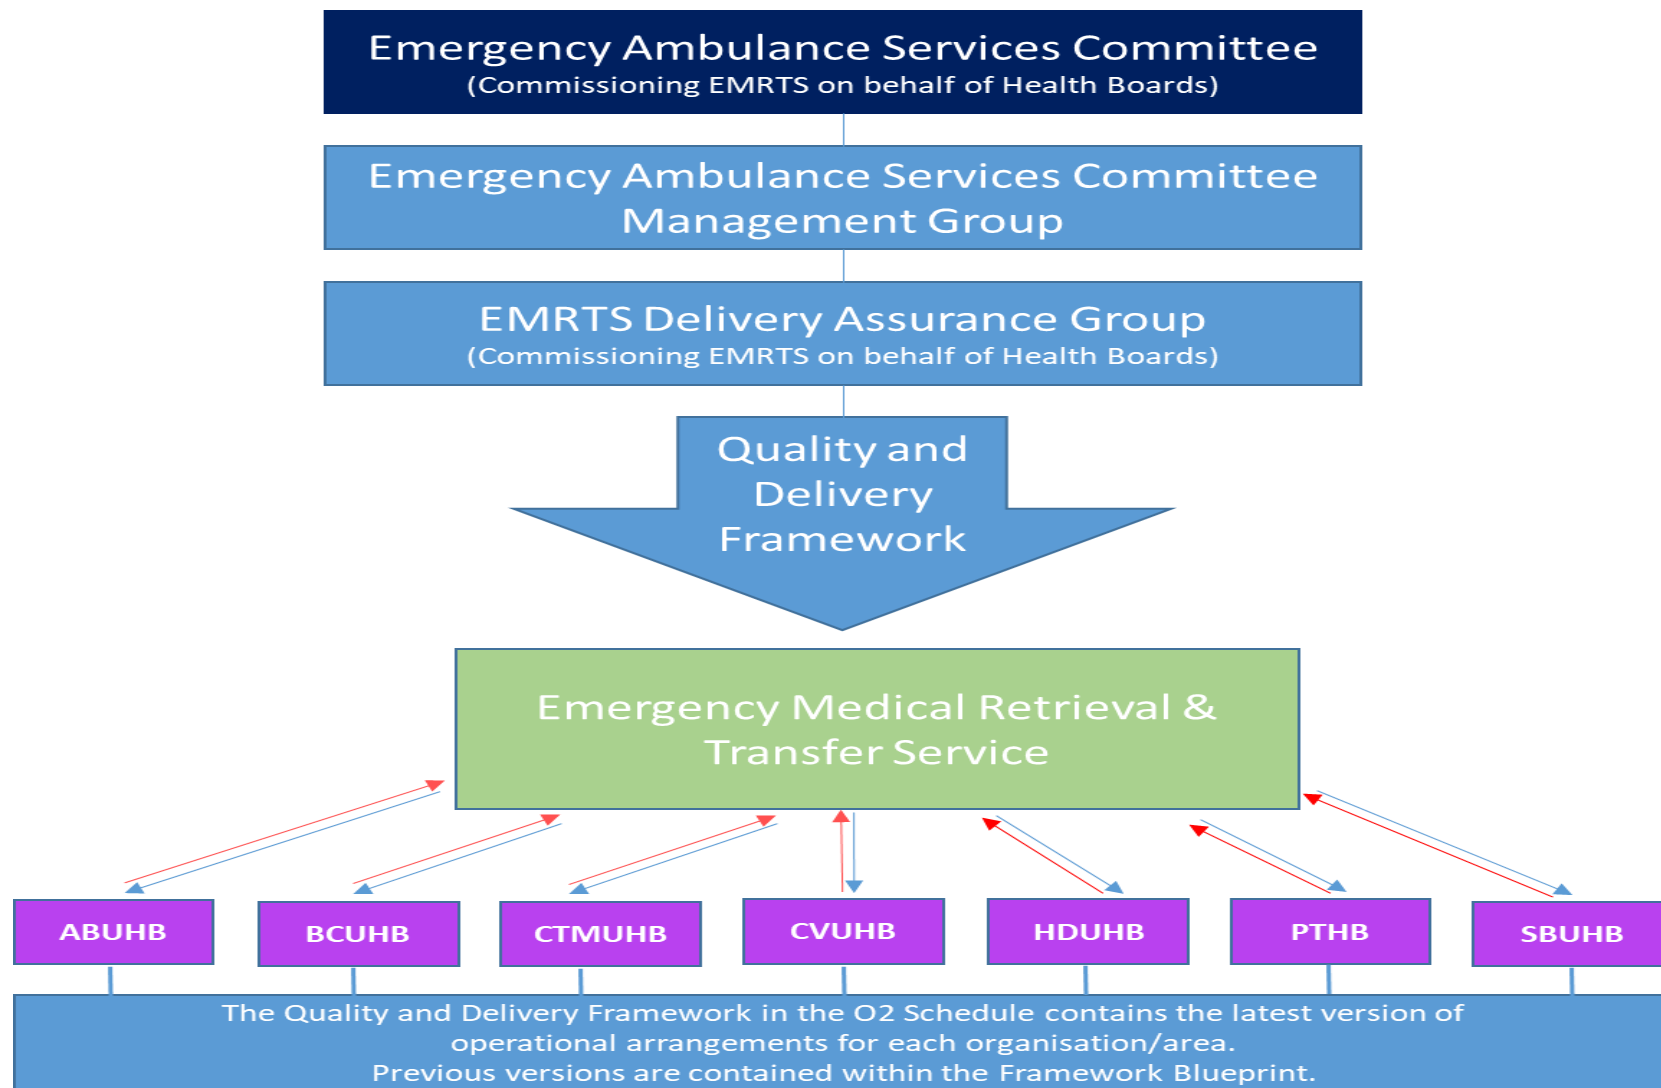 Emergency Ambulance Services Committee
(Commissioning EMRTS on behalf of Health Boards)
Emergency Ambulance Services Committee
Management Group
EMRTS Delivery Assurance Group
(Commissioning EMRTS on behalf of Health Boards)
Quality and
Delivery
Framework
Emergency Medical Retrieval &
Transfer Service
ABUHB
BCUHB
CTMUHB
CVUHB
HDUHB
PTHB
SBUHB
The Quality and Delivery Framework in the O2 Schedule contains the latest version of
operational arrangements for each organisation/area.
Previous versions are contained within the Framework Blueprint.